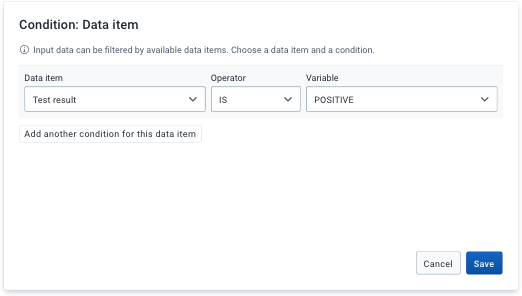 Condition: Data item
Input data can be filtered by available data items. Choose a data item and a condition.
Data item Operator Variable
Test result IS POSITIVE
Add another condition for this data item
Cancel Save